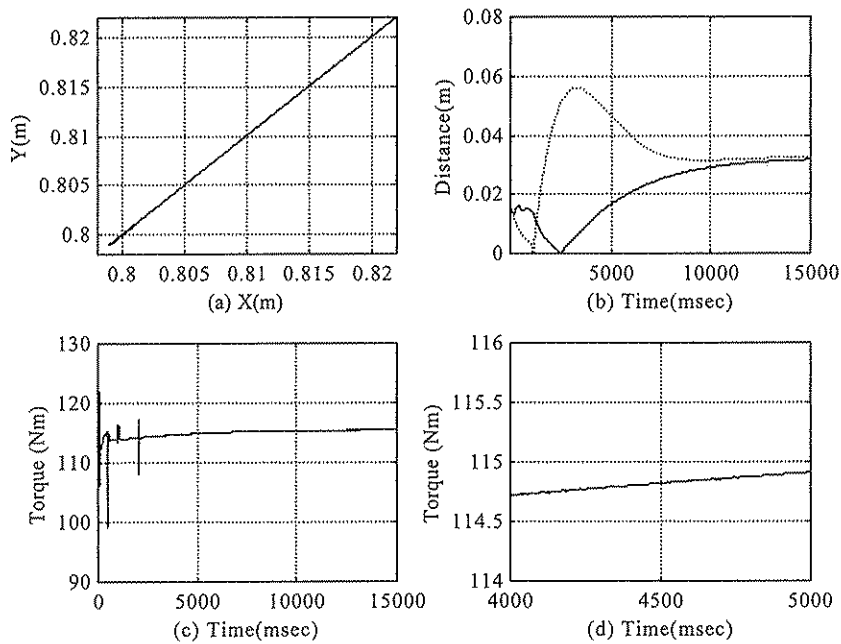 0.82
0.815
0.81
0.805
0.8
Y(m)
0.8 0.805 0.81 0.815 0.82
(a) X(m)
0.08
0.06
0.04
0.02
0
Distance(m)
5000 10000 15000
(b) Time(msec)
130
120
110
100
90
Torque (Nm)
0 5000 10000 15000
(c) Time(msec)
116
115.5
115
114.5
114
Torque (Nm)
4000 4500 5000
(d) Time(msec)